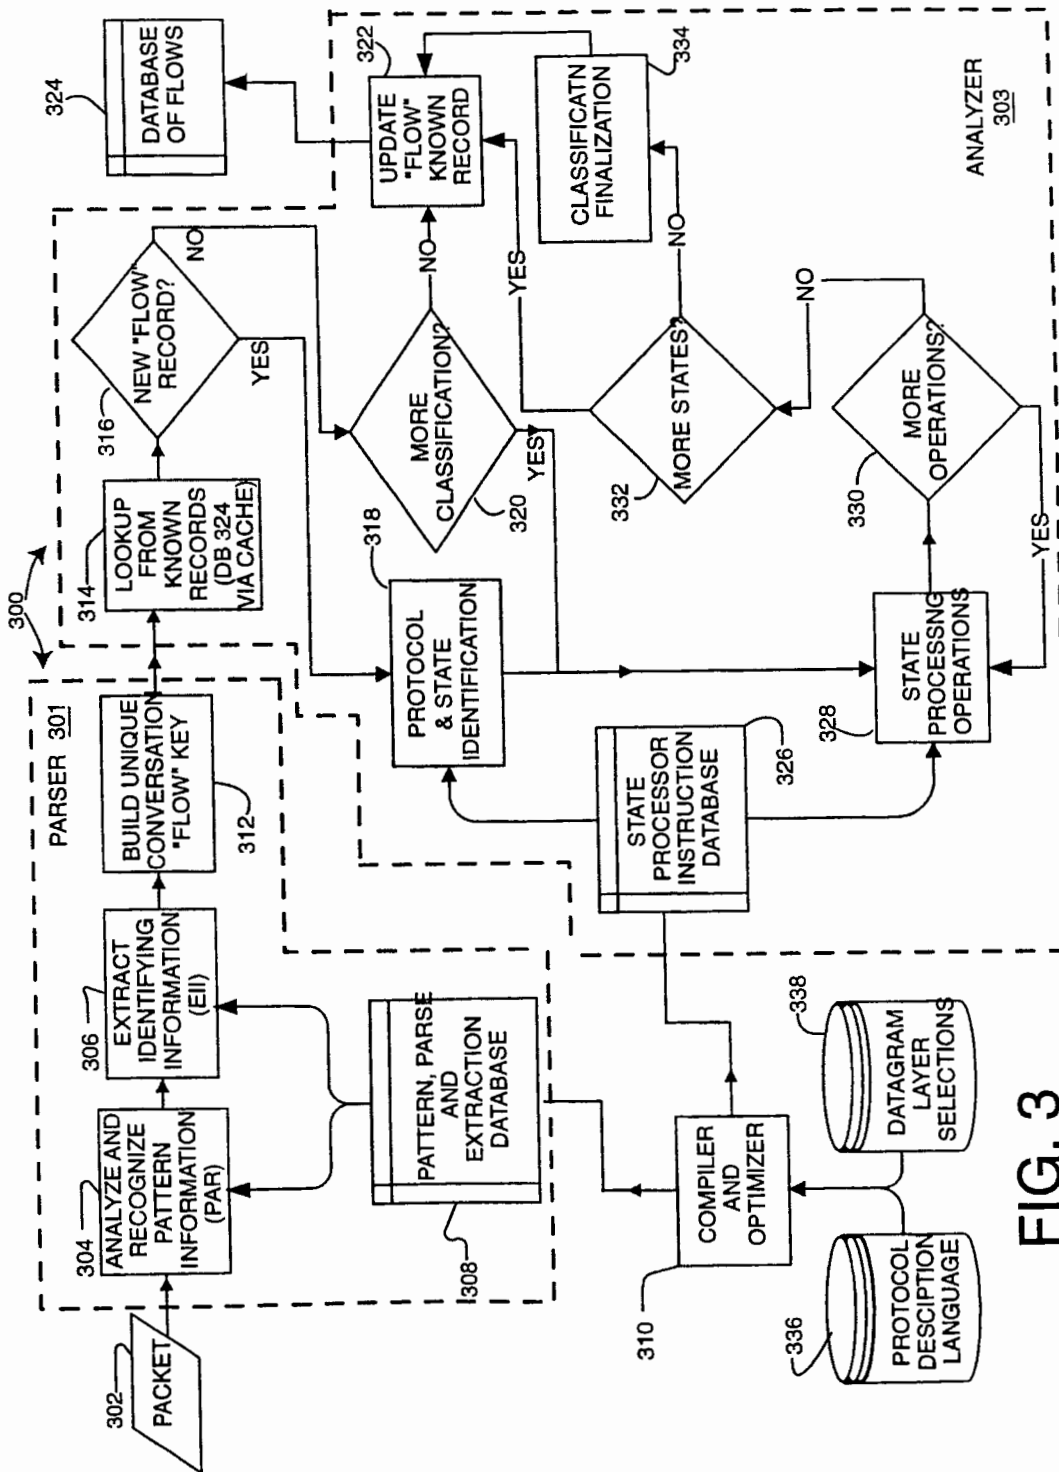 300
PARSER 301
302
PACKET
304
ANALYZE AND
RECOGNIZE
PATTERN
INFORMATION
(PAR)
306
EXTRACT
IDENTIFYING
INFORMATION
(EII)
BUILD UNIQUE
CONVERSATION
"FLOW" KEY
312
314
LOOKUP
FROM
KNOWN
RECORDS
(DB 324
VIA CACHE)
316
NEW "FLOW"
RECORD?
NO
YES
324
DATABASE
OF FLOWS
308
PATTERN, PARSE
AND
EXTRACTION
DATABASE
318
PROTOCOL
& STATE
IDENTIFICATION
MORE
CLASSIFICATION?
320
NO
YES
322
UPDATE
"FLOW"
KNOWN
RECORD
310
COMPILER
AND
OPTIMIZER
STATE
PROCESSOR
INSTRUCTION
DATABASE
326
332
MORE STATES?
YES
NO
CLASSIFICATN
FINALIZATION
334
336
PROTOCOL
DESCIPTION
LANGUAGE
338
DATAGRAM
LAYER
SELECTIONS
328
STATE
PROCESSNG
OPERATIONS
330
MORE
OPERATIONS?
NO
YES
ANALYZER
303
FIG. 3